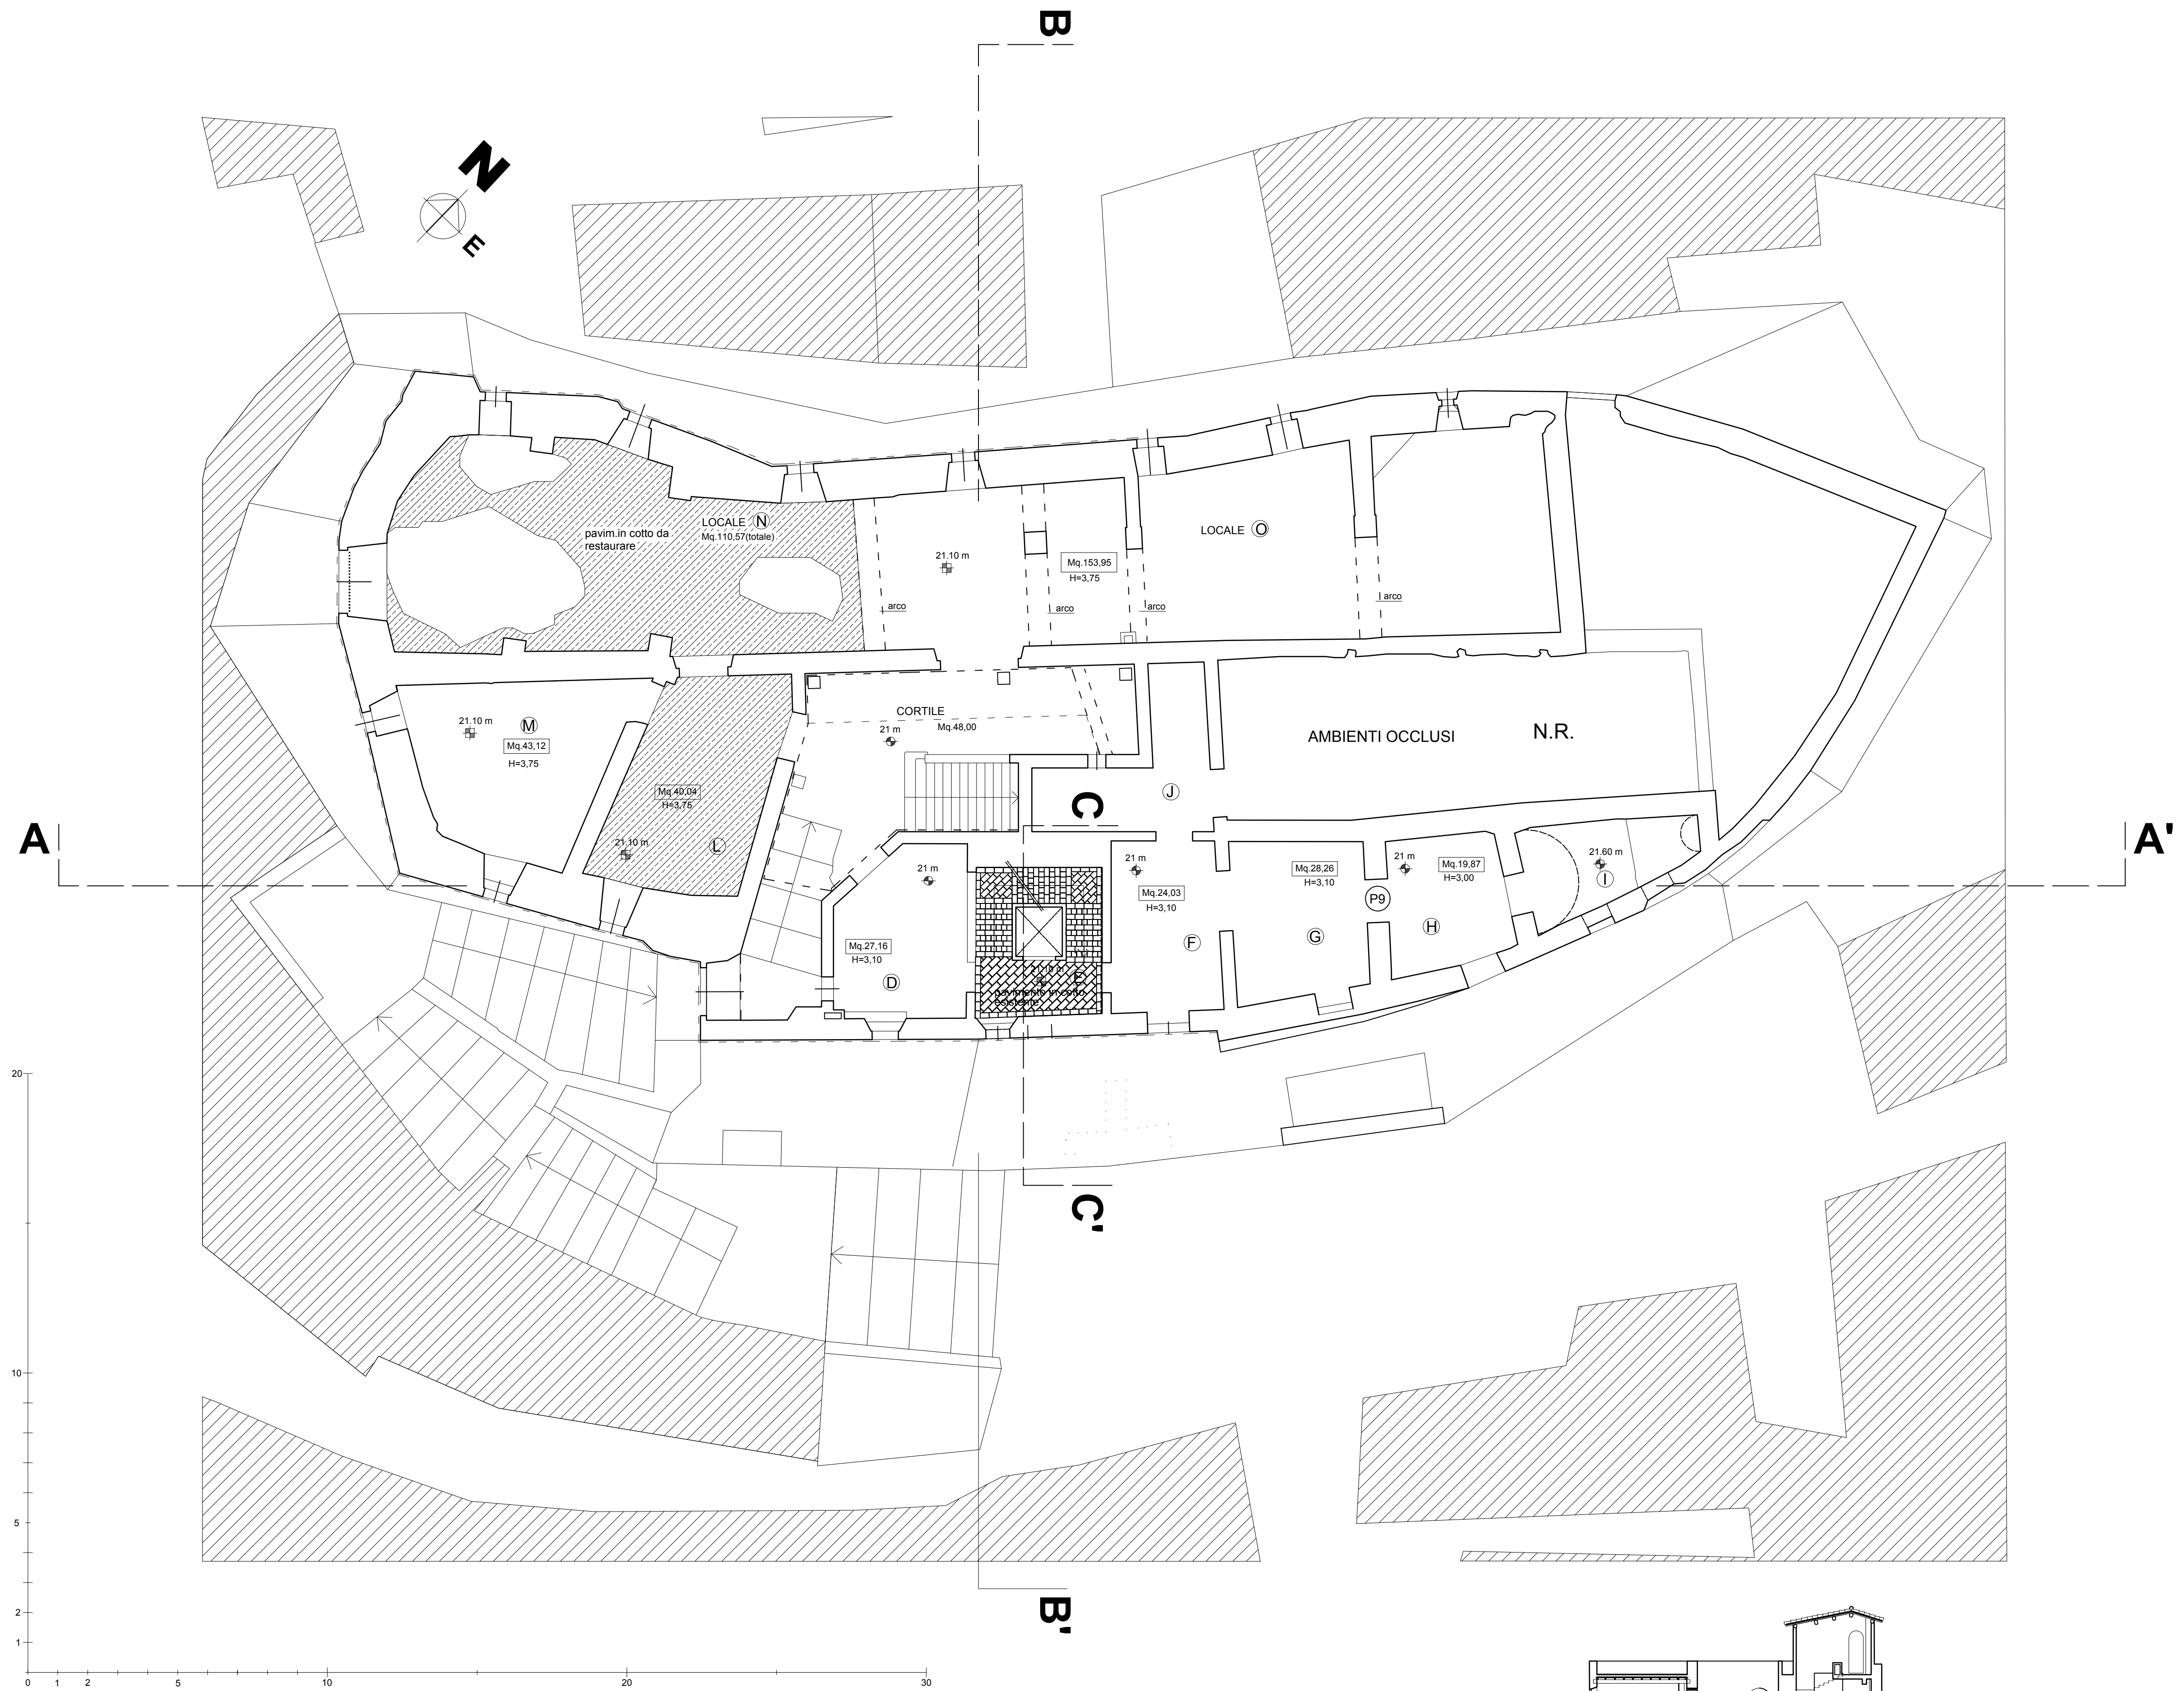 B
N
E
LOCALE N
Mq.110,57(totale)
pavim.in cotto da
restaurare
21.10 m
Mq.153,95
H=3,75
LOCALE O
arco
arco
arco
arco
CORTILE
Mq.48,00
21 m
21.10 m
M
Mq.43,12
H=3,75
AMBIENTI OCCLUSI
N.R.
Mq.40,04
H=3,75
21.10 m
L
J
C
A
A'
21 m
21 m
21 m
21.60 m
Mq.24,03
H=3,10
Mq.28,26
H=3,10
Mq.19,87
H=3,00
I
P9
H
G
F
Mq.27,16
H=3,10
D
E
pavimento in cotto
esistente
C'
B'
20
10
5
2
1
0
1
2
5
10
20
30